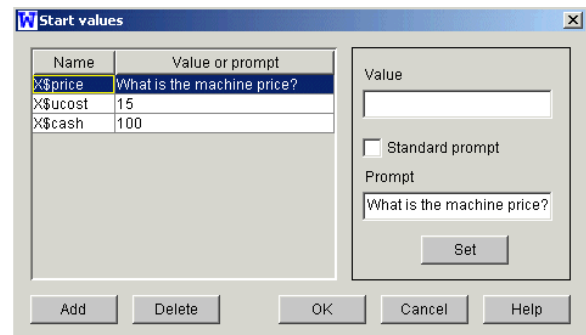 Start values
Name Value or prompt
X$price What is the machine price?
X$ucost 15
X$cash 100
Value
Standard prompt
Prompt
What is the machine price?
Set
Add Delete OK Cancel Help